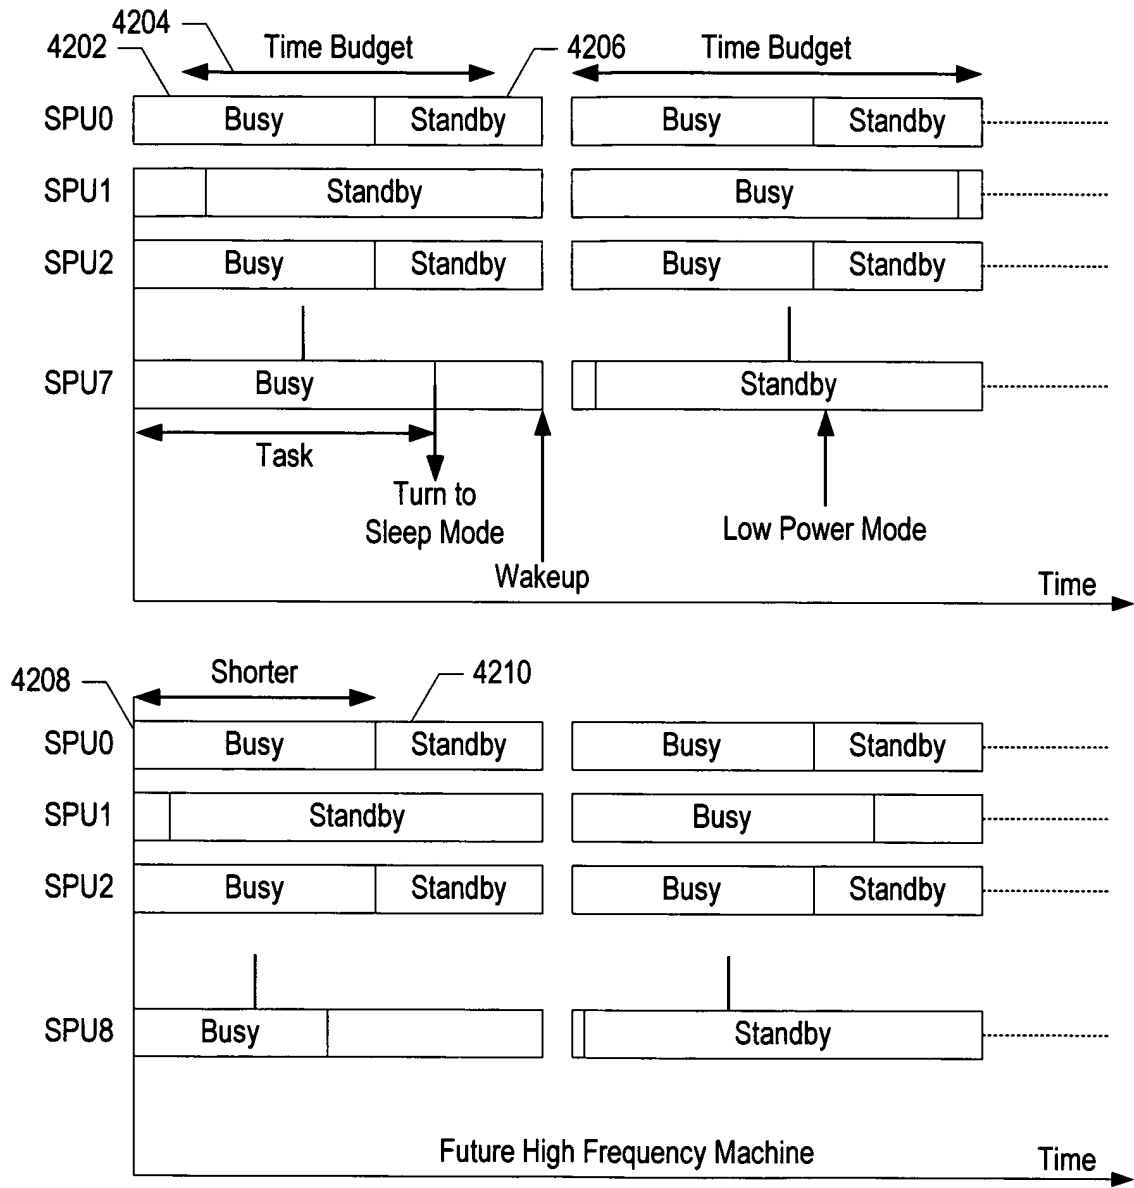 4204
4202
Time Budget
4206
Time Budget
SPU0
Busy
Standby
Busy
Standby
SPU1
Standby
Busy
SPU2
Busy
Standby
Busy
Standby
SPU7
Busy
Standby
Task
Turn to
Sleep Mode
Low Power Mode
Wakeup
Time
4208
Shorter
4210
SPU0
Busy
Standby
Busy
Standby
SPU1
Standby
Busy
SPU2
Busy
Standby
Busy
Standby
SPU8
Busy
Standby
Future High Frequency Machine
Time